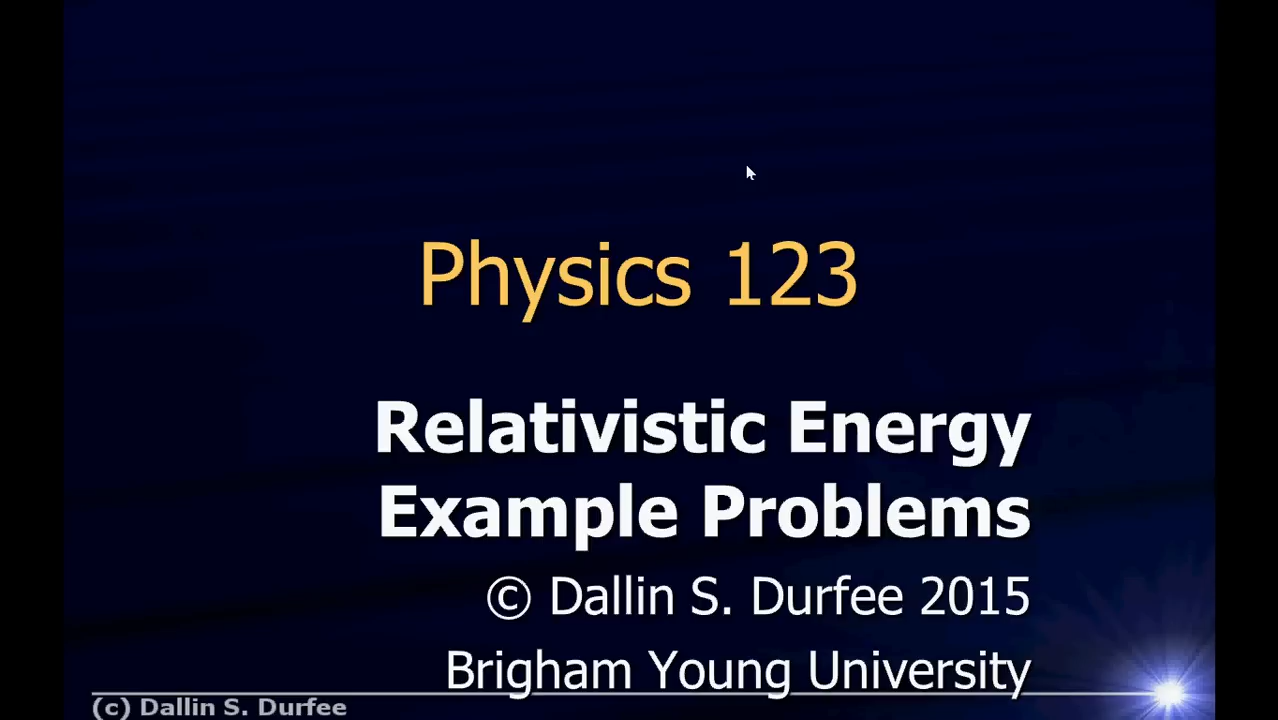 Physics 123
Relativistic Energy
Example Problems
© Dallin S. Durfee 2015
Brigham Young University
(c) Dallin S. Durfee